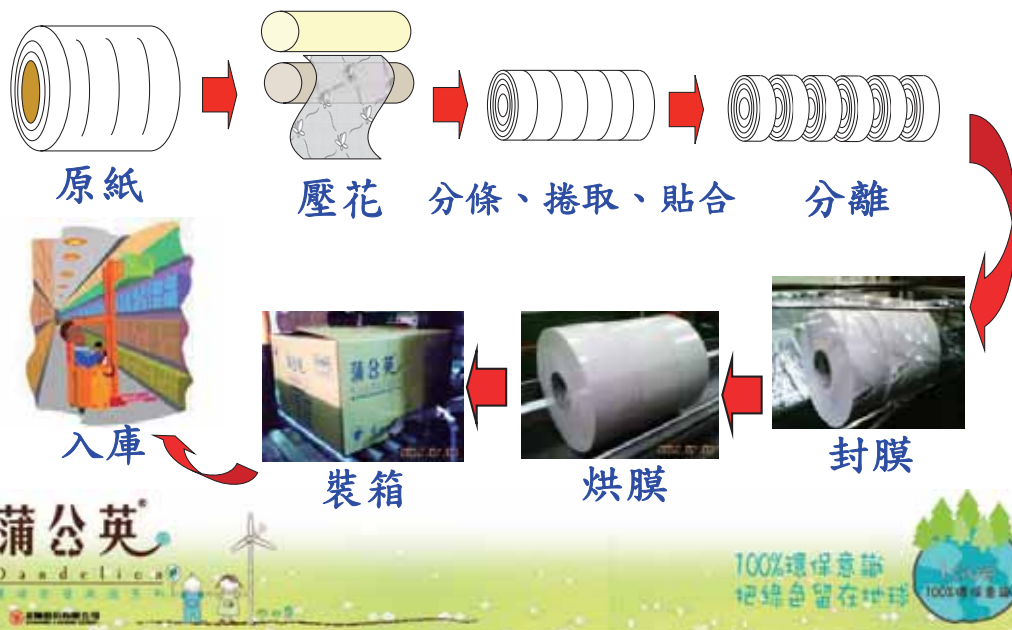 原紙
壓花
分條、捲取、貼合
分離
封膜
烘膜
裝箱
入庫
蒲公英
蒲公英®
Dandelion
100%環保意識
把綠色留在地球
100%環保意識